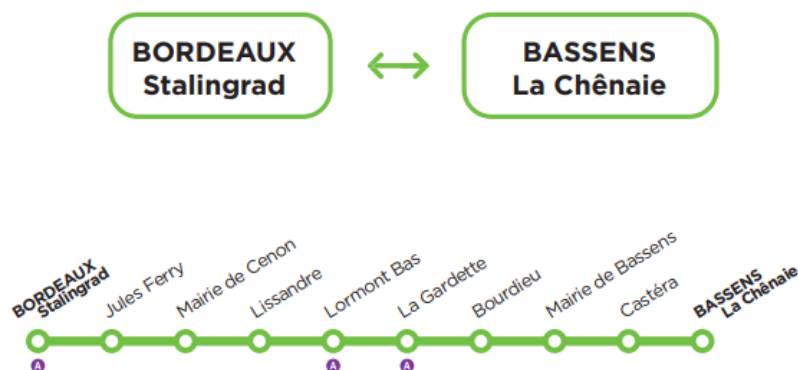 BORDEAUX
Stalingrad
BASSENS
La Chênaie
BORDEAUX
Stalingrad
Jules Ferry
Mairie de Cenon
Lissandre
Lormont Bas
La Gardette
Bourdieu
Mairie de Bassens
Castéra
BASSENS
La Chênaie
A
A
A